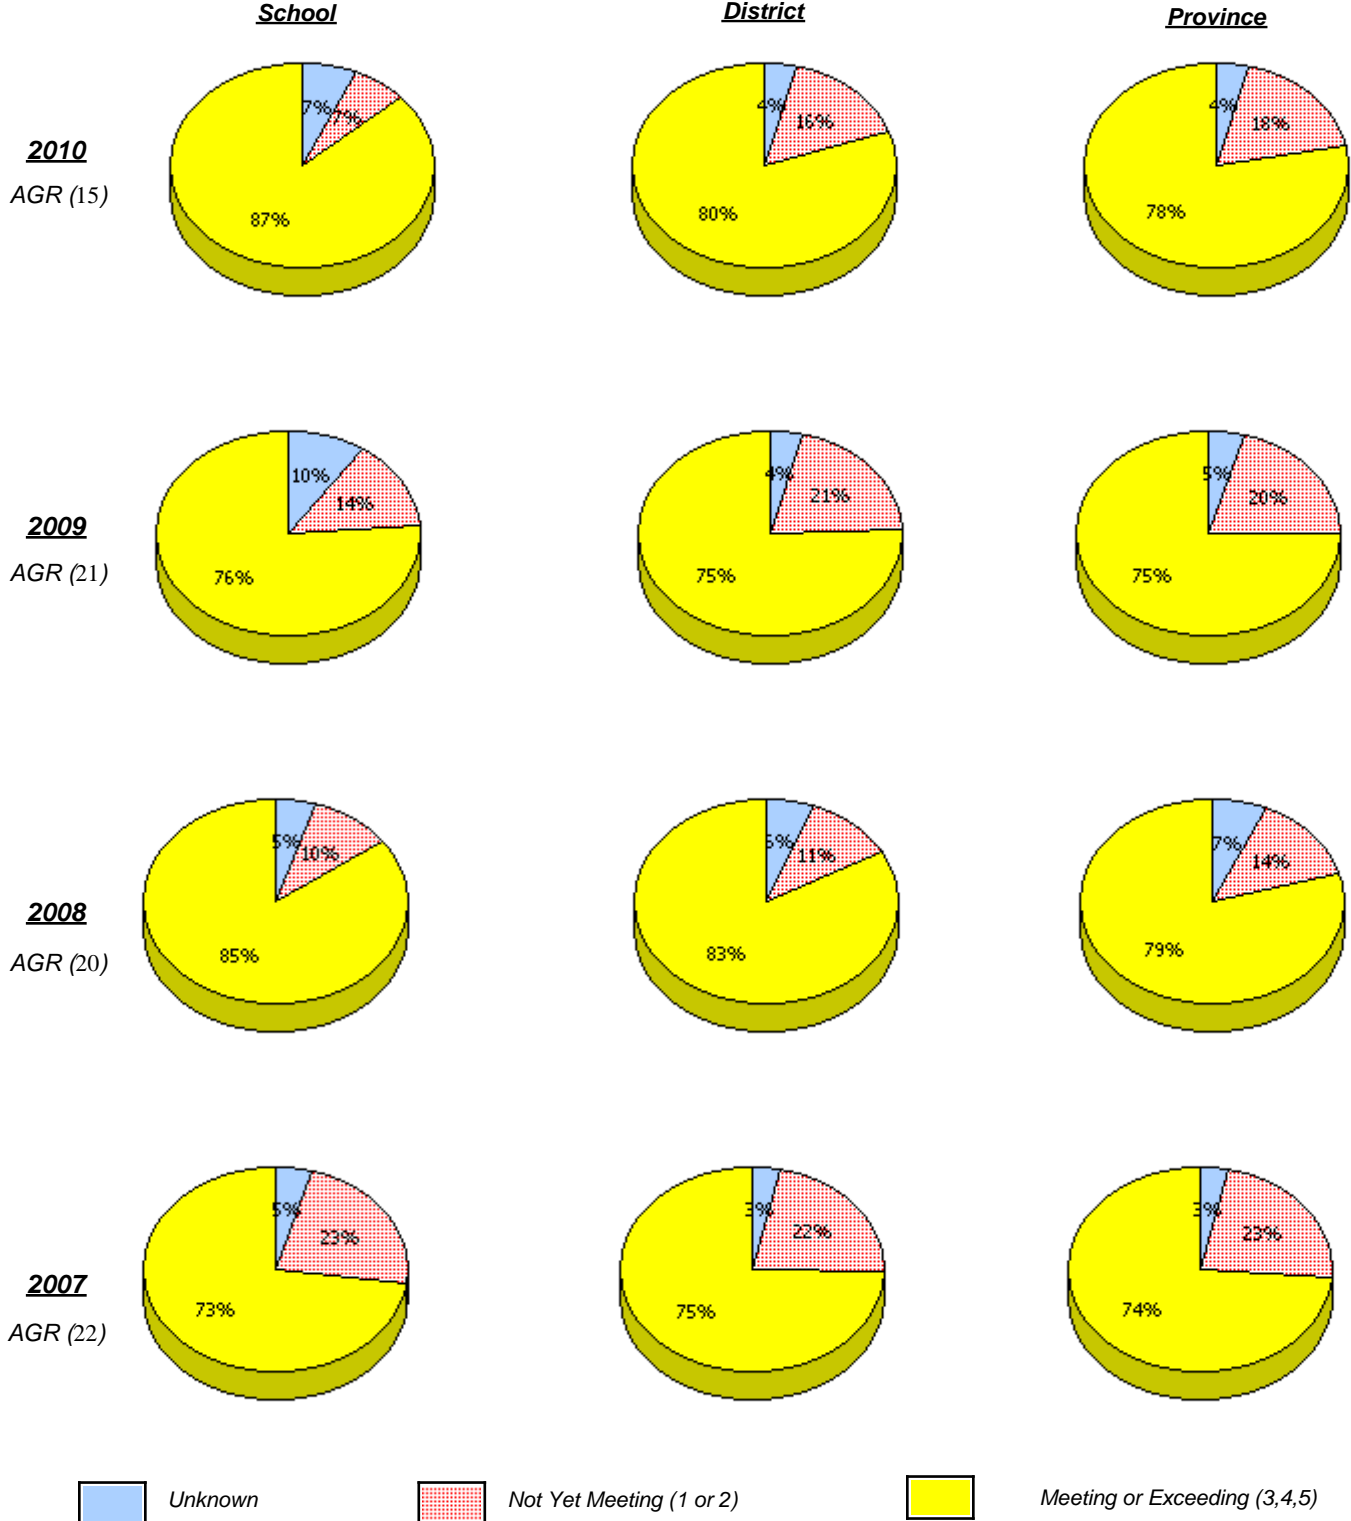 School District Province
2010
AGR (15)
7% 7% 87%
4% 16% 80%
4% 18% 78%
2009
AGR (21)
10% 14% 76%
4% 21% 75%
5% 20% 75%
2008
AGR (20)
5% 10% 85%
11% 83%
7% 14% 79%
2007
AGR (22)
5% 23% 73%
3% 22% 75%
3% 23% 74%
Unknown Not Yet Meeting (1 or 2) Meeting or Exceeding (3,4,5)